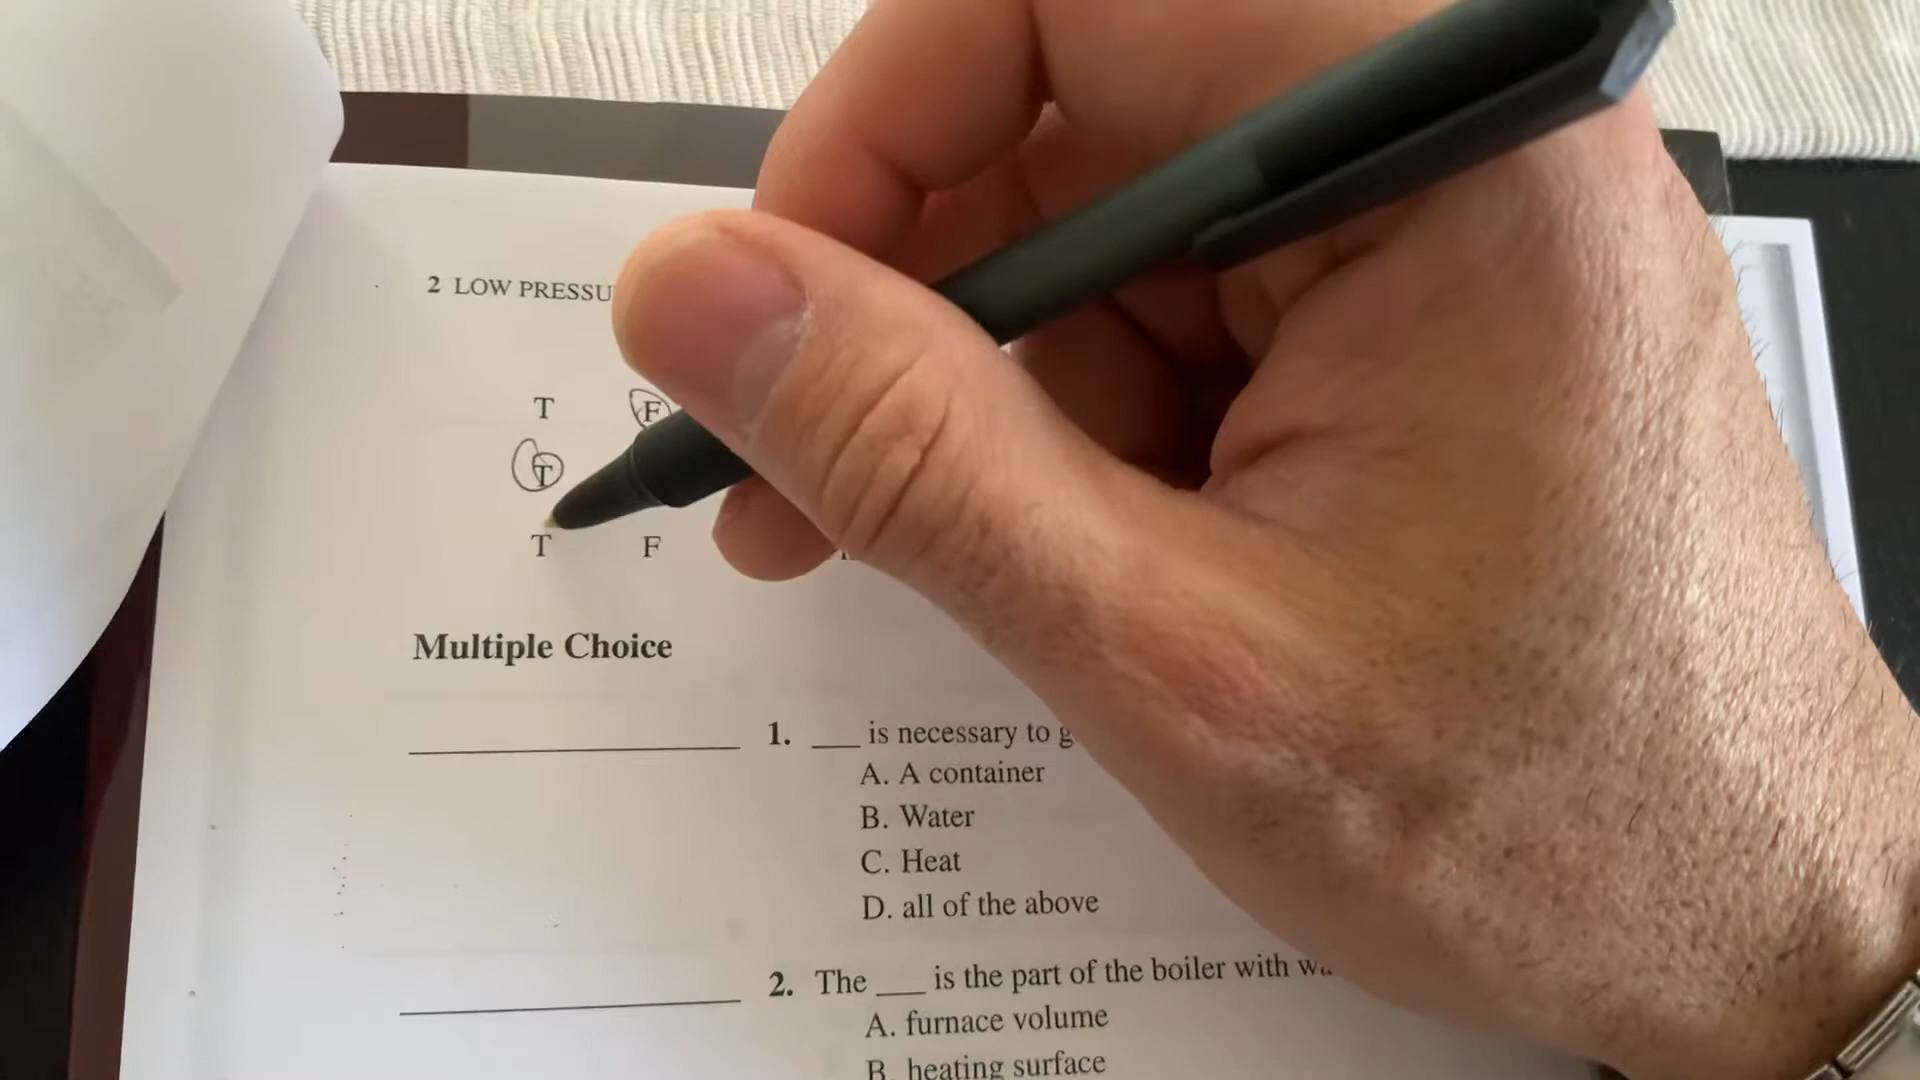 2 LOW PRESSU
T F
T
T F
Multiple Choice
1. ___ is necessary to g
A. A container
B. Water
C. Heat
D. all of the above
2. The ___ is the part of the boiler with
A. furnace volume
B. heating surface